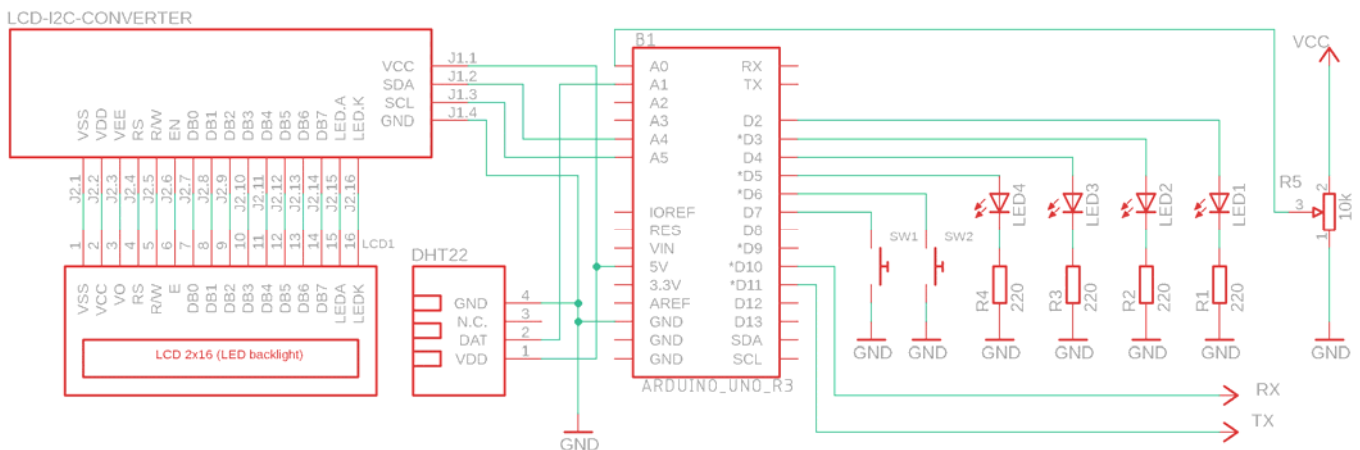 LCD-I2C-CONVERTER
VCC J1.1
SDA J1.2
SCL J1.3
GND J1.4
VSS VDD VEE RS R/W EN DB0 DB1 DB2 DB3 DB4 DB5 DB6 DB7 LED.A LED.K
J2.1 J2.2 J2.3 J2.4 J2.5 J2.6 J2.7 J2.8 J2.9 J2.10 J2.11 J2.12 J2.13 J2.14 J2.15 J2.16
1 2 3 4 5 6 7 8 9 10 11 12 13 14 15 16
LCD1
VSS VCC VO RS R/W E DB0 DB1 DB2 DB3 DB4 DB5 DB6 DB7 LEDA LEDK
LCD 2x16 (LED backlight)
DHT22
GND 4
N.C. 3
DAT 2
VDD 1
GND
B1
A0 RX
A1 TX
A2
A3 D2
A4 *D3
A5 D4
*D5
*D6
IOREF D7
RES D8
VIN *D9
5V *D10
3.3V *D11
AREF D12
GND D13
GND SDA
GND SCL
ARDUINO_UNO_R3
SW1 SW2
GND GND
LED4 LED3 LED2 LED1
R4 220 R3 220 R2 220 R1 220
GND GND GND GND
VCC
R5 2
3 10k
1
GND
RX
TX